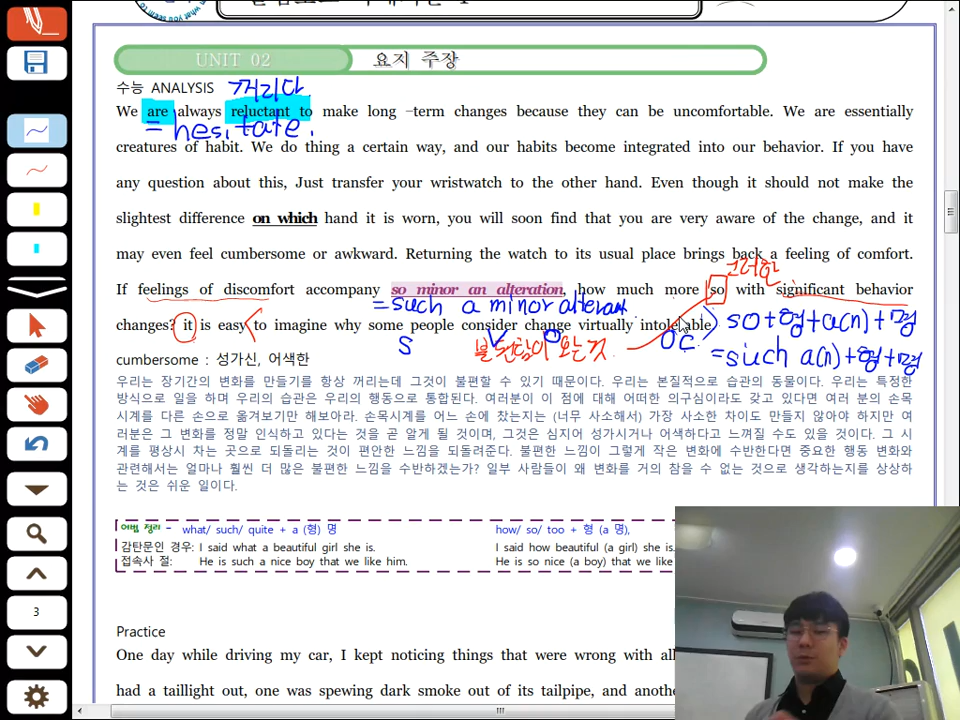 UNIT 02 요지 주장
수능 ANALYSIS 꺼리다
We are always reluctant to make long –term changes because they can be uncomfortable. We are essentially
= hesitate.
creatures of habit. We do thing a certain way, and our habits become integrated into our behavior. If you have
any question about this, Just transfer your wristwatch to the other hand. Even though it should not make the
slightest difference on which hand it is worn, you will soon find that you are very aware of the change, and it
may even feel cumbersome or awkward. Returning the watch to its usual place brings back a feeling of comfort.
If feelings of discomfort accompany so minor an alteration, how much more so with significant behavior
= such a minor alterant
changes? it is easy to imagine why some people consider change virtually intolerable.
so+형+a(n)+명
S V O OC
불편함이 오는 것
= such a(n)+형+명
cumbersome : 성가신, 어색한
우리는 장기간의 변화를 만들기를 항상 꺼리는데 그것이 불편할 수 있기 때문이다. 우리는 본질적으로 습관의 동물이다. 우리는 특정한
방식으로 일을 하며 우리의 습관은 우리의 행동으로 통합된다. 여러분이 이 점에 대해 어떠한 의구심이라도 갖고 있다면 여러 분의 손목
시계를 다른 손으로 옮겨보기만 해보아라. 손목시계를 어느 손에 찼는지는 (너무 사소해서) 가장 사소한 차이도 만들지 않아야 하지만 여
러분은 그 변화를 정말 인식하고 있다는 것을 곧 알게 될 것이며, 그것은 심지어 성가시거나 어색하다고 느껴질 수도 있을 것이다. 그 시
계를 평상시 차는 곳으로 되돌리는 것이 편안한 느낌을 되돌려준다. 불편한 느낌이 그렇게 작은 변화에 수반한다면 중요한 행동 변화와
관련해서는 얼마나 훨씬 더 많은 불편한 느낌을 수반하겠는가? 일부 사람들이 왜 변화를 거의 참을 수 없는 것으로 생각하는지를 상상하
는 것은 쉬운 일이다.
어법 정리 – what/ such/ quite + a (형) 명 how/ so/ too + 형 (a 명),
감탄문인 경우: I said what a beautiful girl she is. I said how beautiful (a girl) she is.
접속사 절: He is such a nice boy that we like him. He is so nice (a boy) that we like
Practice
One day while driving my car, I kept noticing things that were wrong with all
3
had a taillight out, one was spewing dark smoke out of its tailpipe, and anothe